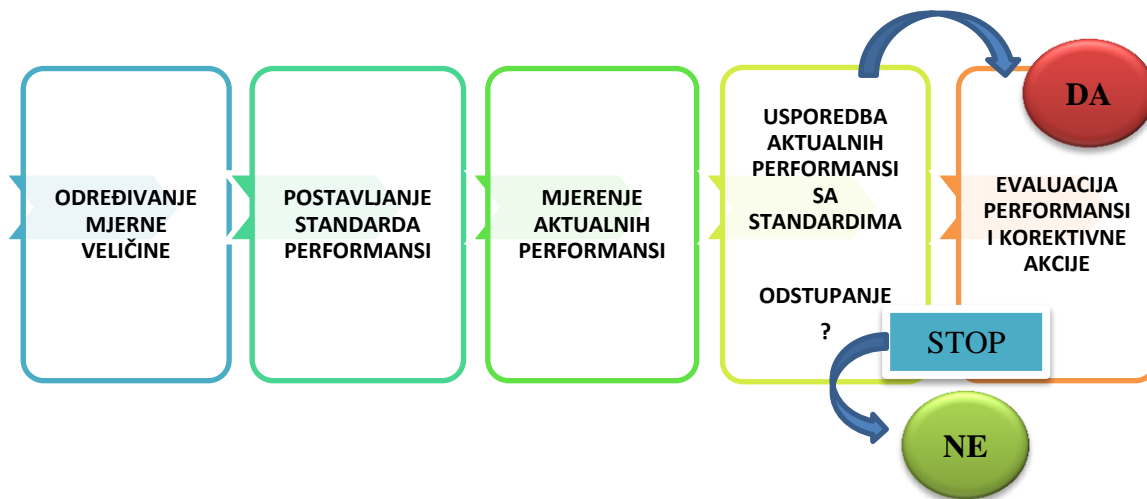 ODREĐIVANJE
MJERNE
VELIČINE
POSTAVLJANJE
STANDARDA
PERFORMANSI
MJERENJE
AKTUALNIH
PERFORMANSI
USPOREDBA
AKTUALNIH
PERFORMANSI
SA
STANDARDIMA
ODSTUPANJE
?
DA
EVALUACIJA
PERFORMANSI
I KOREKTIVNE
AKCIJE
STOP
NE